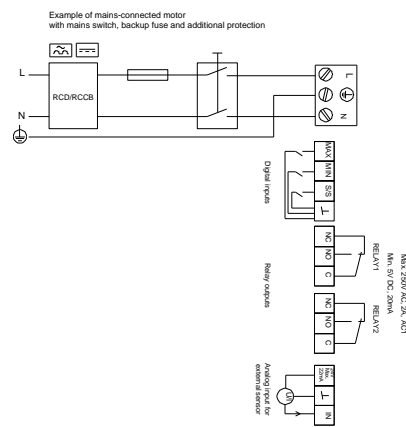 Example of mains-connected motor
with mains switch, backup fuse and additional protection
L
RCD/RCCB
N
L
N
MAX
MIN
S/S
Digital inputs
NC
NO
C
RELAY1
Max. 250V AC, 2A, AC1
Min. 5V DC, 20mA
Relay outputs
NC
NO
C
RELAY2
24V
Max.
22mA
IN
U/I
Analog input for
external sensor